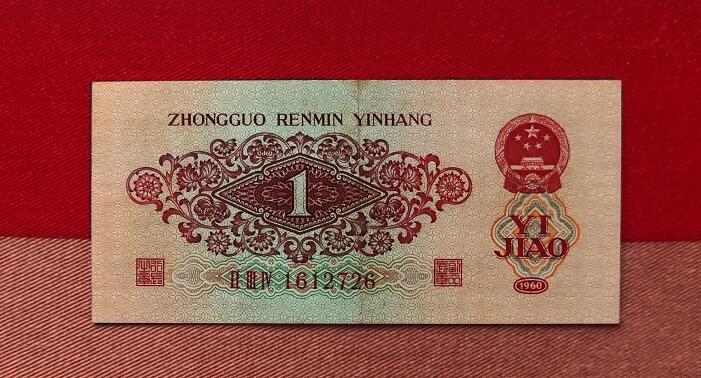 ZHONGGUO RENMIN YINHANG
1
YI
JIAO
II III IV 1612726
1960